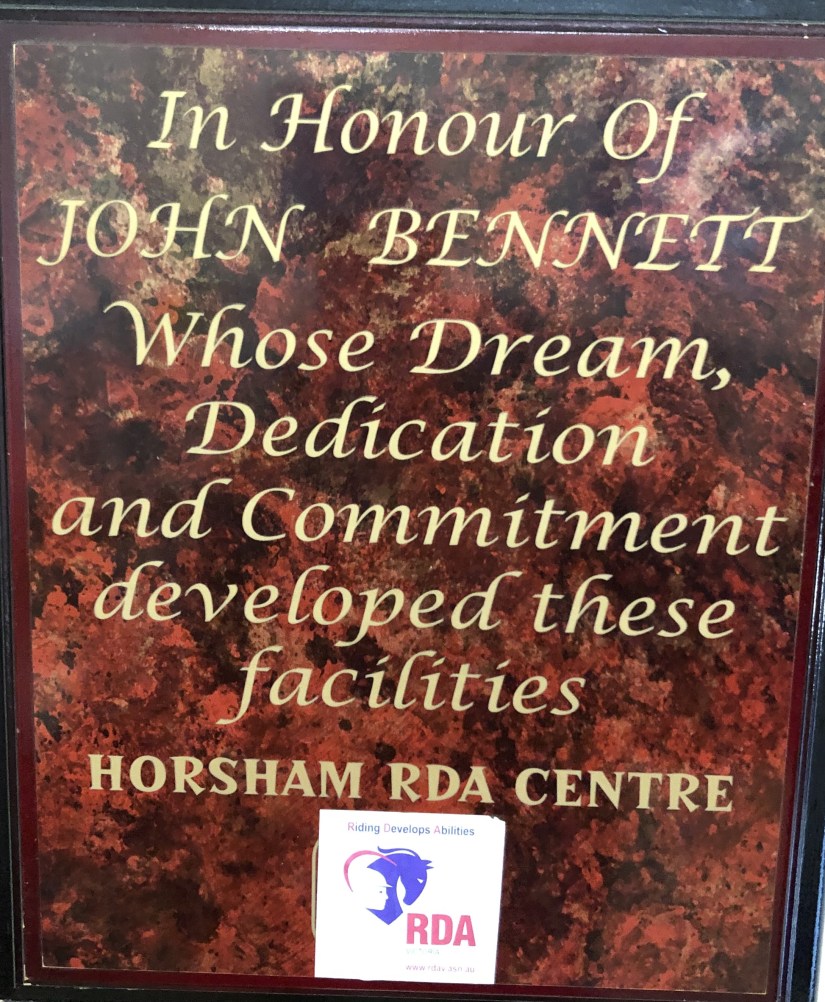 In Honour Of
JOHN BENNETT
Whose Dream,
Dedication
and Commitment
developed these
facilities
HORSHAM RDA CENTRE
Riding Develops Abilities
RDA
www.rdav.asn.au